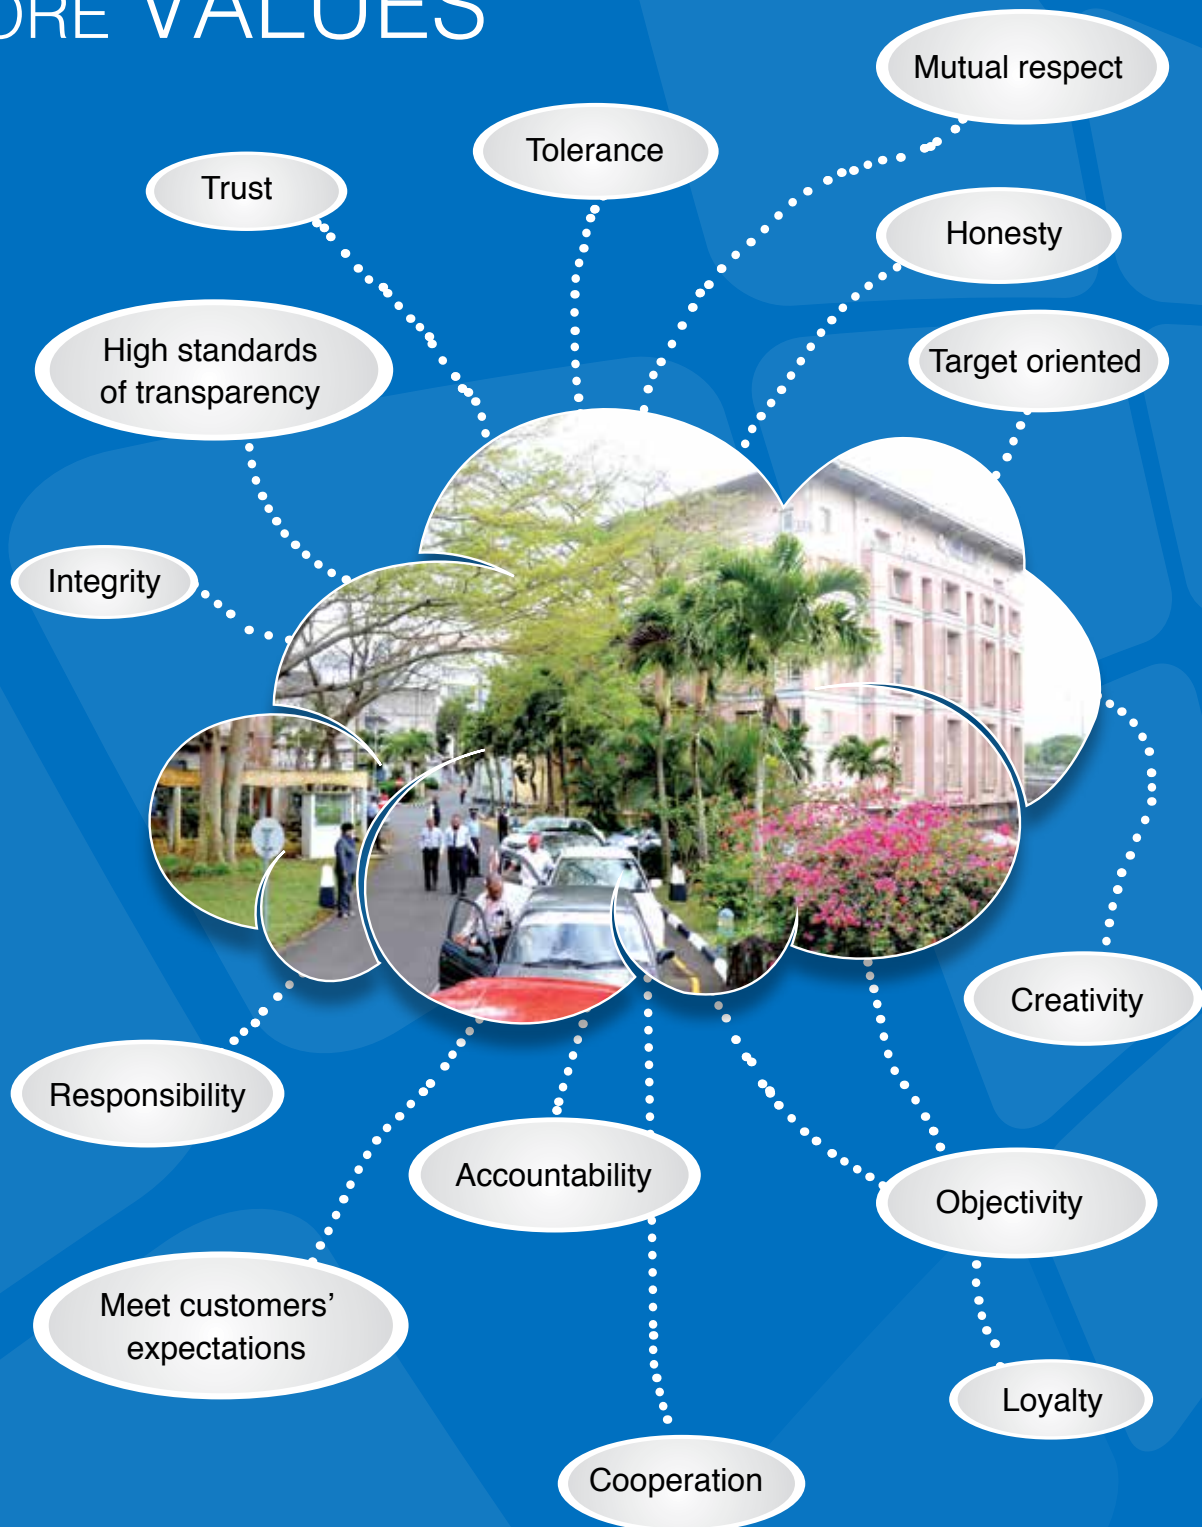 ORE VALUES
Mutual respect
Tolerance
Trust
Honesty
High standards
of transparency
Target oriented
Integrity
Creativity
Responsibility
Accountability
Objectivity
Meet customers’
expectations
Loyalty
Cooperation